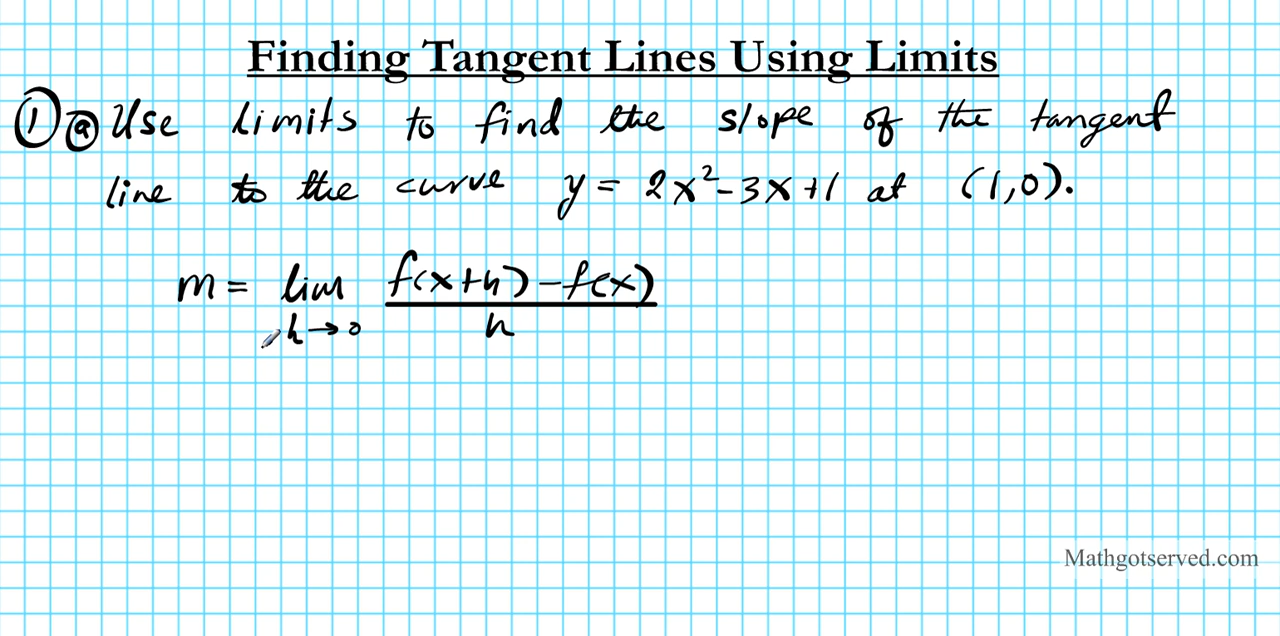 Finding Tangent Lines Using Limits
① ⓐ Use limits to find the slope of the tangent
line to the curve y = 2x² - 3x + 1 at (1,0).
m = lim f(x+h) - f(x)
h→0 h
Mathgotserved.com